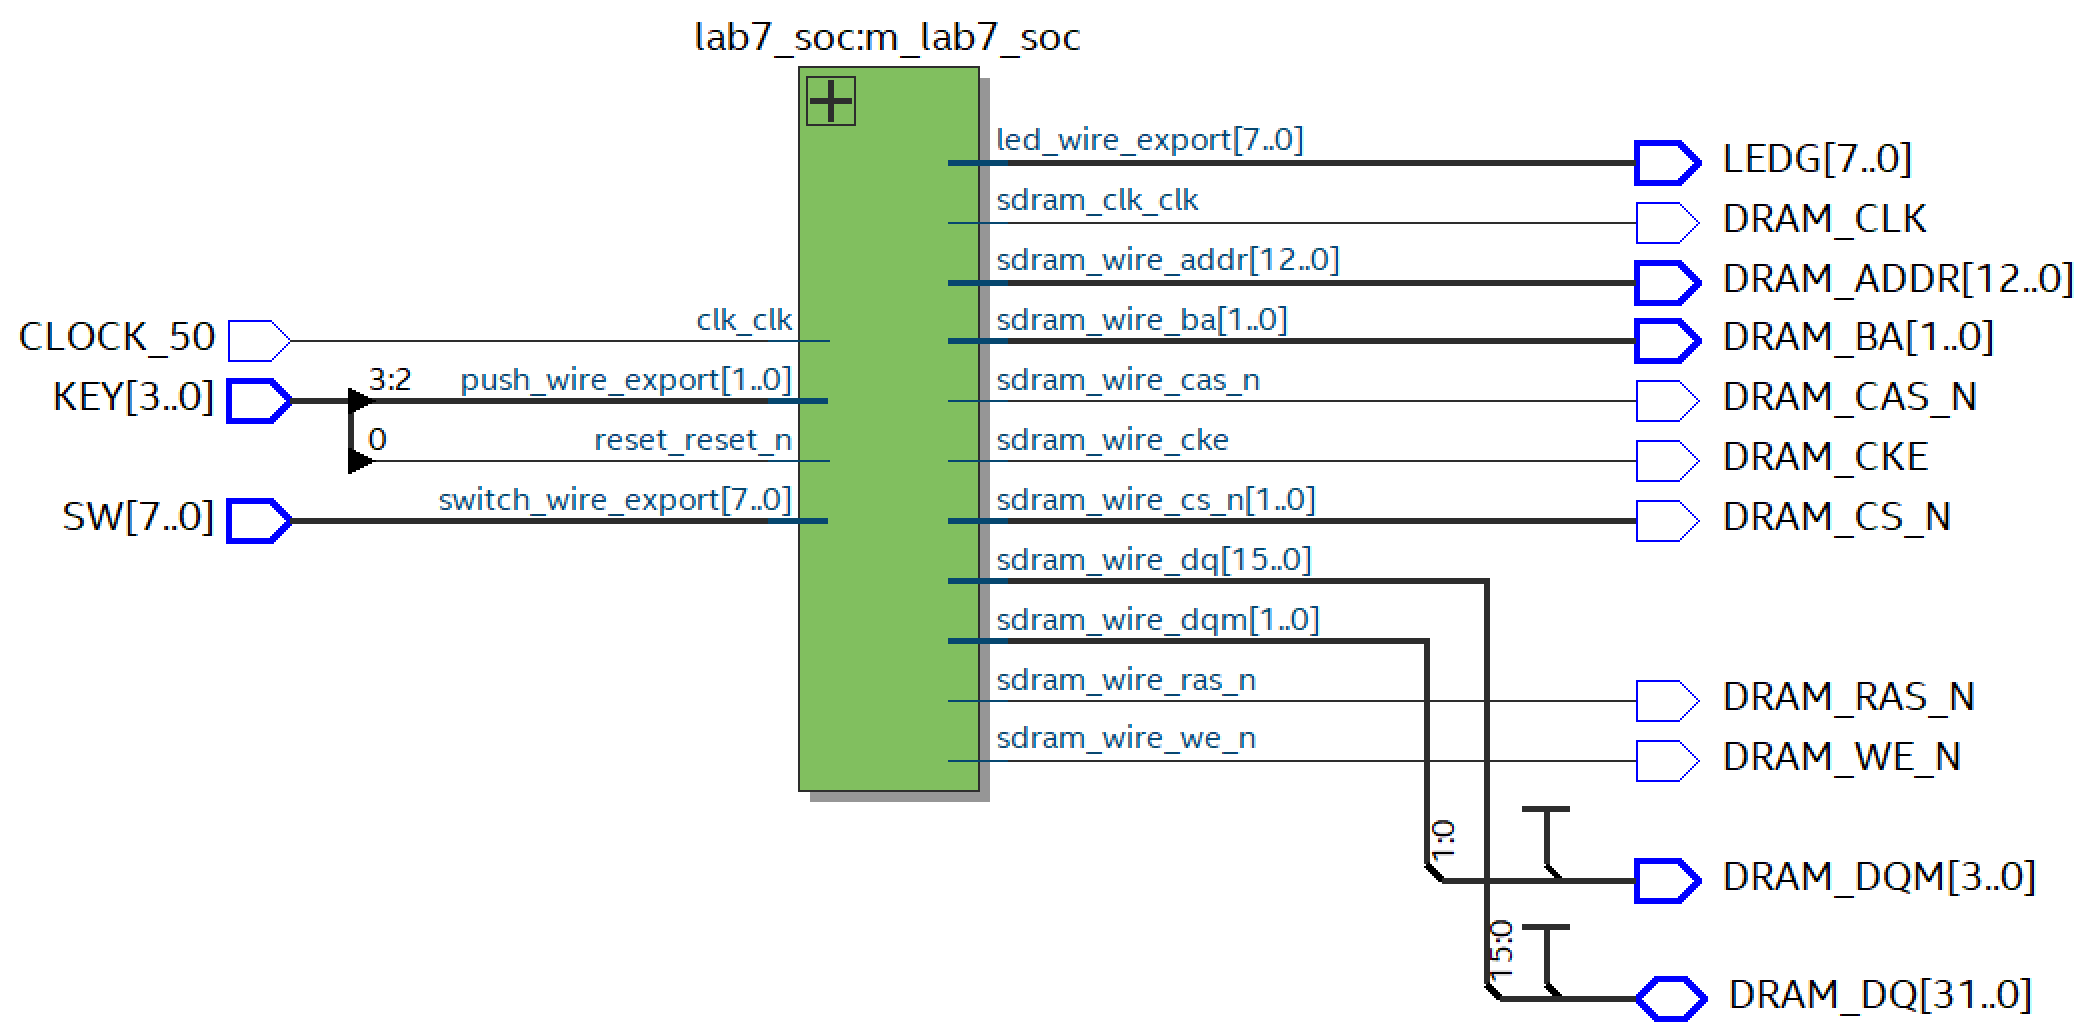 lab7_soc:m_lab7_soc
led_wire_export[7..0] LEDG[7..0]
sdram_clk_clk DRAM_CLK
sdram_wire_addr[12..0] DRAM_ADDR[12..0]
CLOCK_50 clk_clk sdram_wire_ba[1..0] DRAM_BA[1..0]
KEY[3..0] 3:2 push_wire_export[1..0] sdram_wire_cas_n DRAM_CAS_N
0 reset_reset_n sdram_wire_cke DRAM_CKE
SW[7..0] switch_wire_export[7..0] sdram_wire_cs_n[1..0] DRAM_CS_N
sdram_wire_dq[15..0]
sdram_wire_dqm[1..0]
sdram_wire_ras_n DRAM_RAS_N
sdram_wire_we_n DRAM_WE_N
1:0 DRAM_DQM[3..0]
15:0 DRAM_DQ[31..0]